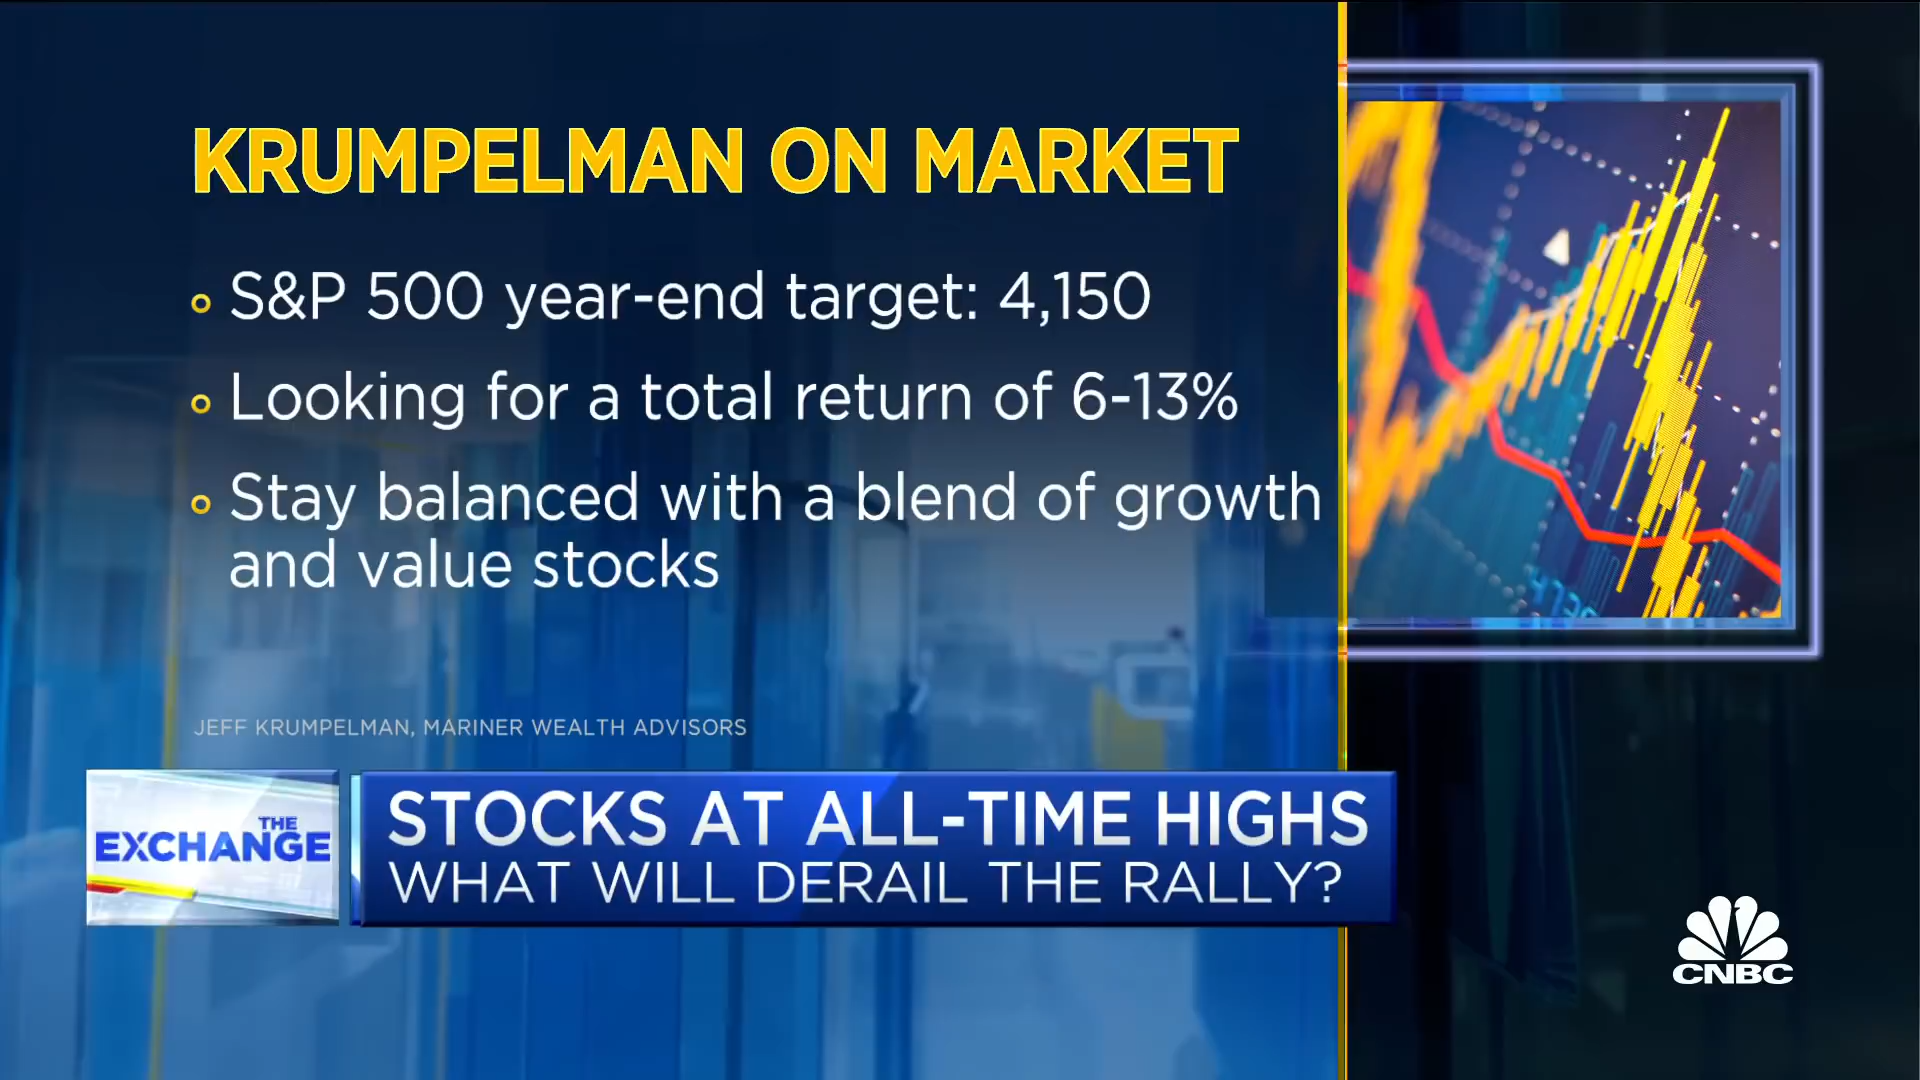 KRUMPELMAN ON MARKET
S&P 500 year-end target: 4,150
Looking for a total return of 6-13%
Stay balanced with a blend of growth
and value stocks
JEFF KRUMPELMAN, MARINER WEALTH ADVISORS
THE
EXCHANGE
STOCKS AT ALL-TIME HIGHS
WHAT WILL DERAIL THE RALLY?
CNBC